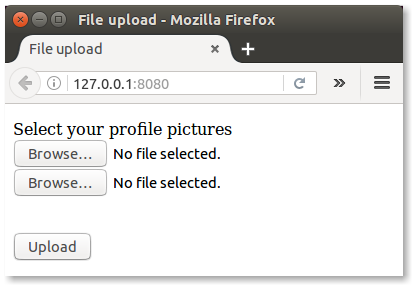 File upload - Mozilla Firefox
File upload
127.0.0.1:8080
Select your profile pictures
Browse... No file selected.
Browse... No file selected.
Upload